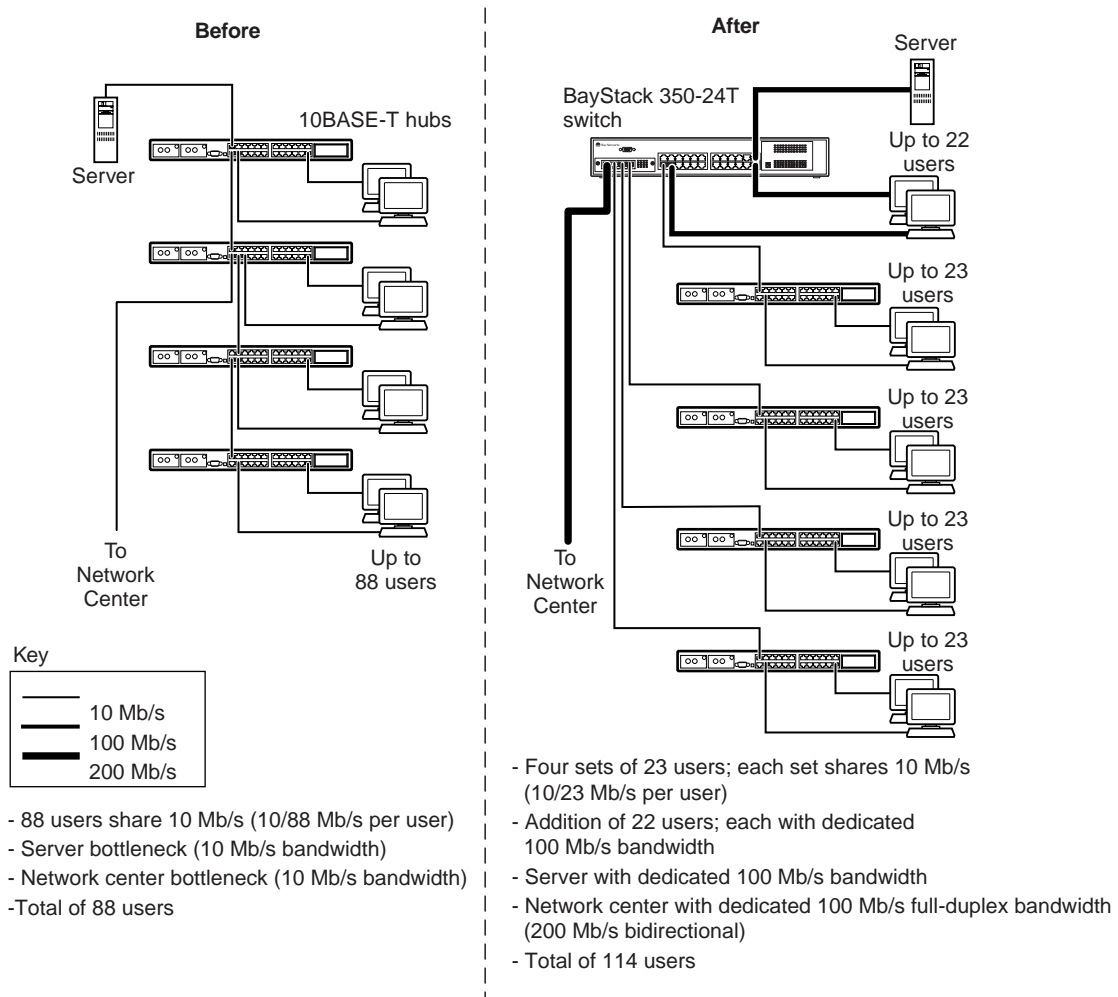 Before
Server
10BASE-T hubs
To
Network
Center
Up to
88 users
Key
10 Mb/s
100 Mb/s
200 Mb/s
- 88 users share 10 Mb/s (10/88 Mb/s per user)
- Server bottleneck (10 Mb/s bandwidth)
- Network center bottleneck (10 Mb/s bandwidth)
-Total of 88 users
After
Server
BayStack 350-24T
switch
Up to 22
users
Up to 23
users
Up to 23
users
Up to 23
users
Up to 23
users
To
Network
Center
- Four sets of 23 users; each set shares 10 Mb/s
(10/23 Mb/s per user)
- Addition of 22 users; each with dedicated
100 Mb/s bandwidth
- Server with dedicated 100 Mb/s bandwidth
- Network center with dedicated 100 Mb/s full-duplex bandwidth
(200 Mb/s bidirectional)
- Total of 114 users